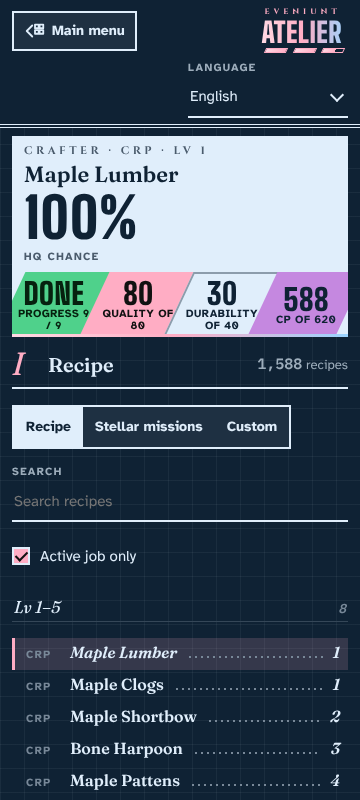 Main menu
EVENIUNT
ATELIER
LANGUAGE
English
CRAFTER · CRP · LV 1
Maple Lumber
100%
HQ CHANCE
DONE
PROGRESS 9
/ 9
80
QUALITY OF
80
30
DURABILITY
OF 40
588
CP OF 620
I Recipe 1,588 recipes
Recipe Stellar missions Custom
SEARCH
Search recipes
Active job only
Lv 1–5 8
CRP Maple Lumber 1
CRP Maple Clogs 1
CRP Maple Shortbow 2
CRP Bone Harpoon 3
CRP Maple Pattens 4